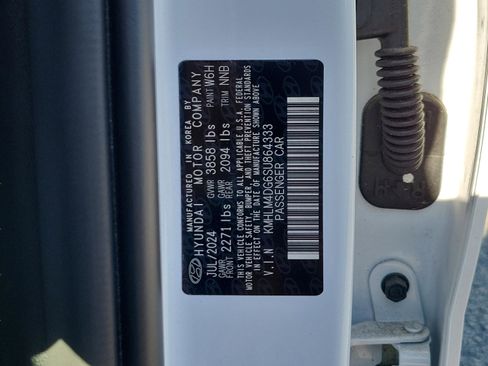 MANUFACTURED IN KOREA BY
HYUNDAI MOTOR COMPANY
JUL/2024 GVWR 3858 lbs PAINT W6H
GAWR FRONT 2271 lbs GAWR REAR 2094 lbs TRIM NNB
THIS VEHICLE CONFORMS TO ALL APPLICABLE U.S.A. FEDERAL
MOTOR VEHICLE SAFETY, BUMPER, AND THEFT PREVENTION STANDARDS
IN EFFECT ON THE DATE OF MANUFACTURE SHOWN ABOVE
V.I.N KMHLM4DG6SU864333
PASSENGER CAR